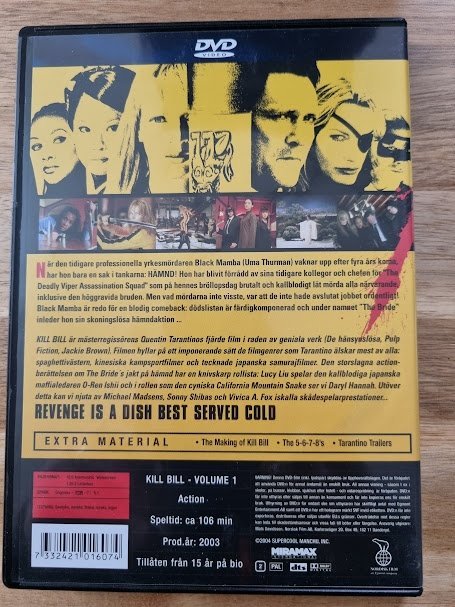 DVD
VIDEO
När den tidigare professionella yrkesmördaren Black Mamba (Uma Thurman) vaknar upp efter fyra års koma,
har hon bara en sak i tankarna: HÄMND! Hon har blivit förrådd av sina tidigare kollegor och chefen för "The
Deadly Viper Assassination Squad" som på hennes bröllopsdag brutalt och kallblodigt lät mörda alla närvarande,
inklusive den höggravida bruden. Men vad mördarna inte visste, var att de inte hade avslutat jobbet ordentligt!
Black Mamba är redo för en blodig comeback: dödslisten är färdigkomponerad och under namnet "The Bride"
inleder hon sin skoningslösa hämndaktion ...
KILL BILL är mästerregissörens Quentin Tarantinos fjärde film i raden av geniala verk (De hänsynslösa, Pulp
Fiction, Jackie Brown). Filmen hyllar på ett imponerande sätt de filmgenrer som Tarantino älskar mest av alla:
spaghettivästern, kinesiska kampsportfilmer och tecknade japanska samurajfilmer. Den storslagna action-
berättelsen om The Bride's jakt på hämnd har en knivskarp rollista: Lucy Liu spelar den kallblodiga japanska
maffialedaren O-Ren Ishii och i rollen som den cyniska California Mountain Snake ser vi Daryl Hannah. Utöver
detta kan vi njuta av Michael Madsens, Sonny Shibas och Vivica A. Fox iskalla skådespelarprestationer...
REVENGE IS A DISH BEST SERVED COLD
EXTRA MATERIAL
• The Making of Kill Bill
• The 5-6-7-8's
• Tarantino Trailers
KILL BILL - VOLUME 1
Action
Speltid: ca 106 min
Prod.år: 2003
Tillåten från 15 år på bio
7 332421 016074
©2004 SUPERCOOL MANCHU, INC.
MIRAMAX
2
PAL
dts
NORDISK FILM